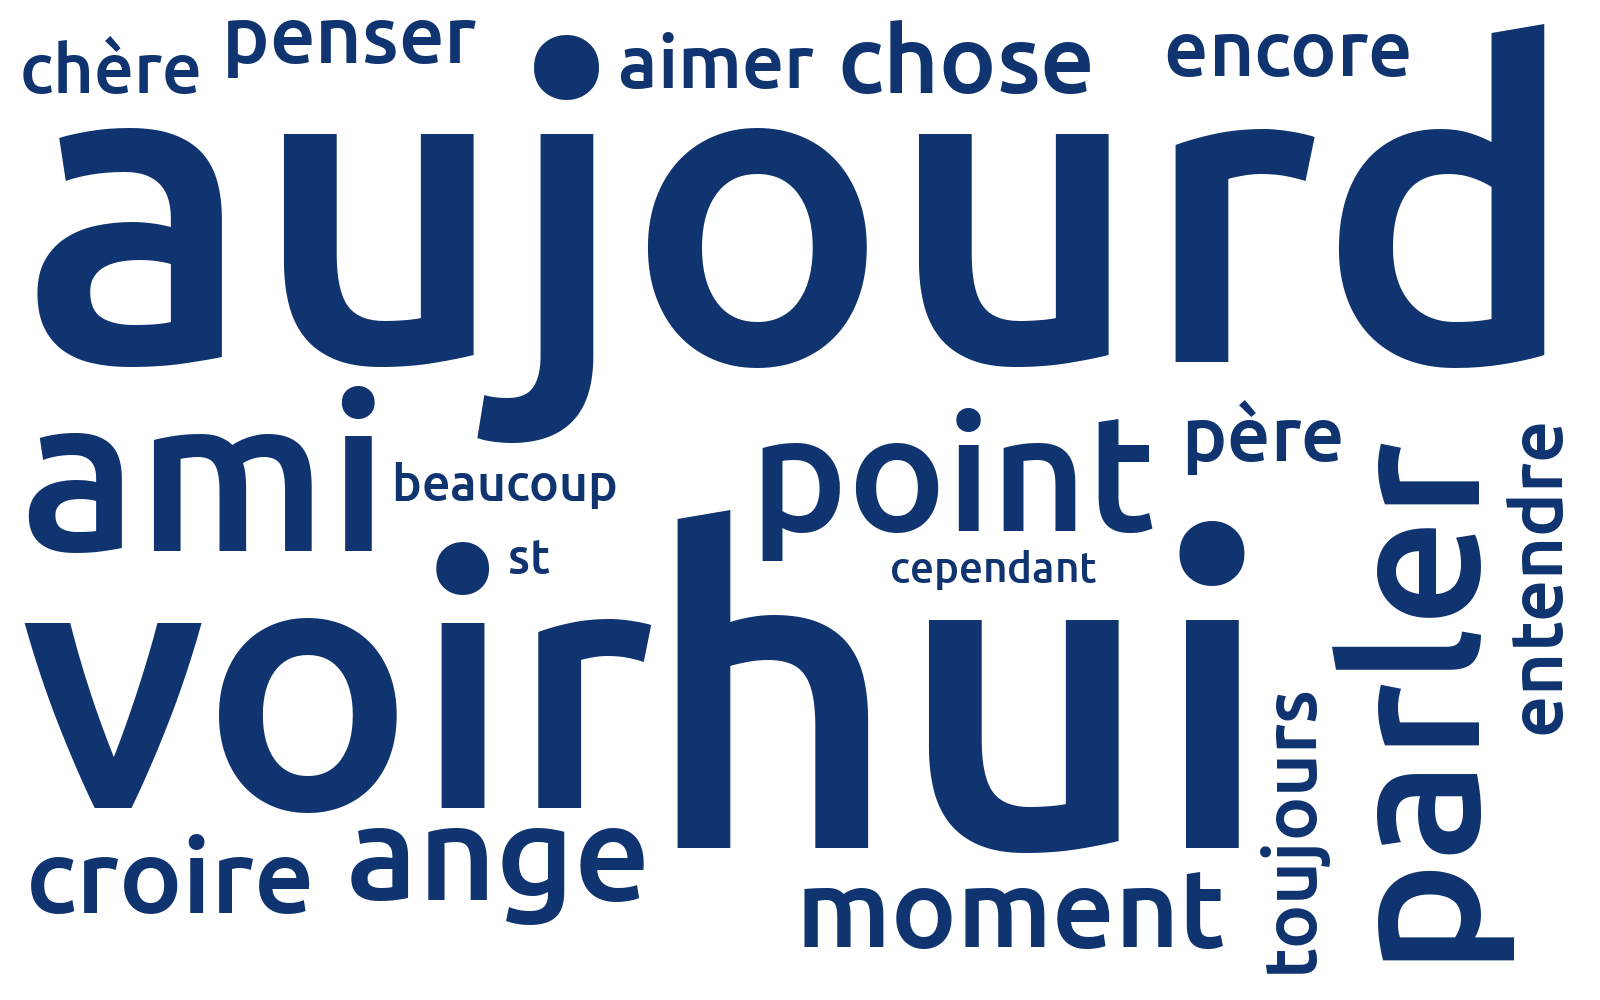 chère penser aimer chose encore
aujourd
ami beaucoup point père
st cependant
voir hui
croire ange moment
toujours parler entendre